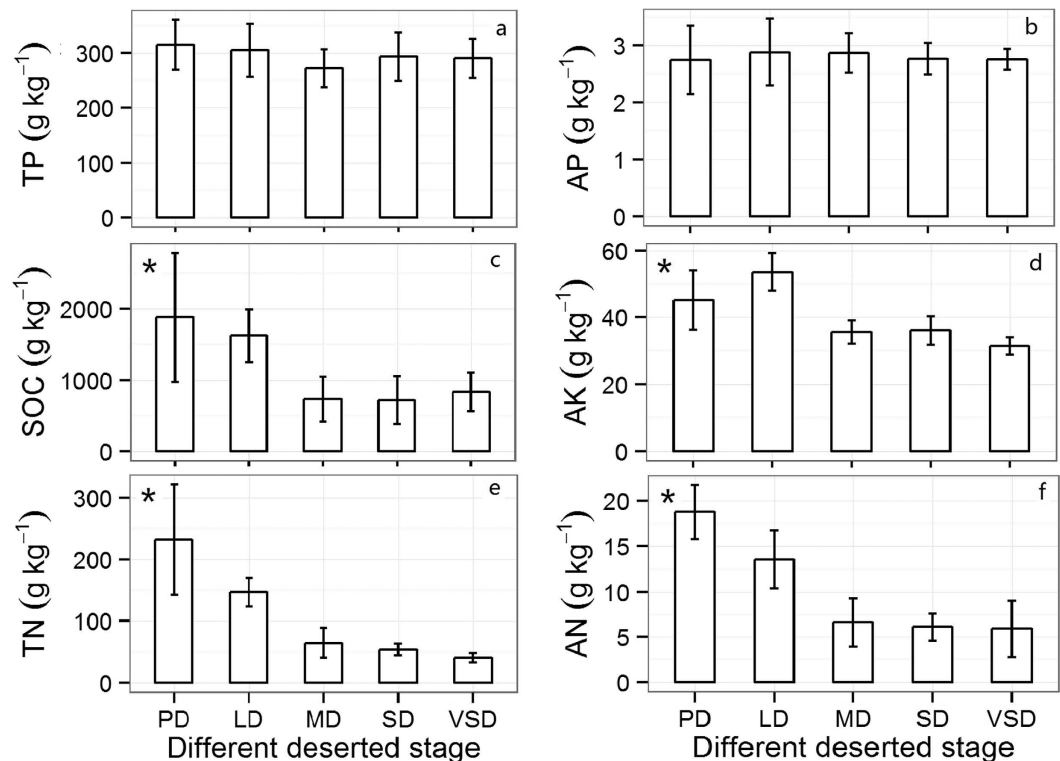 TP (g kg⁻¹)
300
200
100
0
a
AP (g kg⁻¹)
3
2
1
0
b
SOC (g kg⁻¹)
2000
1000
0
*
c
AK (g kg⁻¹)
60
40
20
0
*
d
TN (g kg⁻¹)
300
200
100
0
*
e
PD LD MD SD VSD
Different deserted stage
AN (g kg⁻¹)
20
15
10
5
0
*
f
PD LD MD SD VSD
Different deserted stage